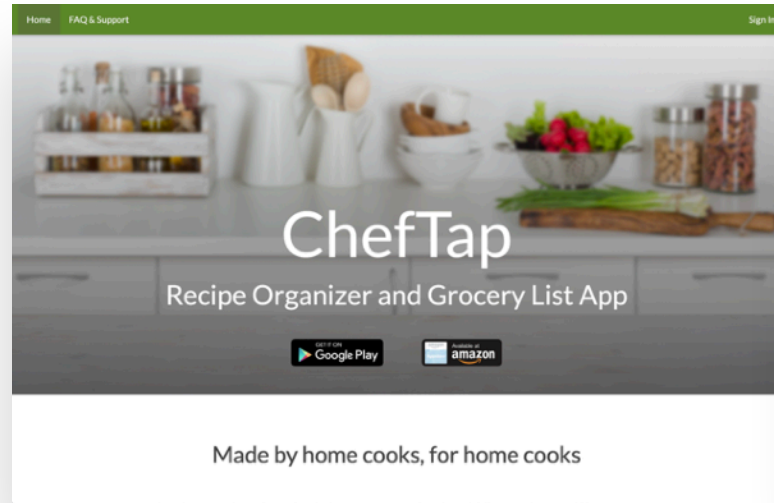 Home FAQ & Support Sign In
ChefTap
Recipe Organizer and Grocery List App
GET IT ON
Google Play
Available at
amazon
Made by home cooks, for home cooks